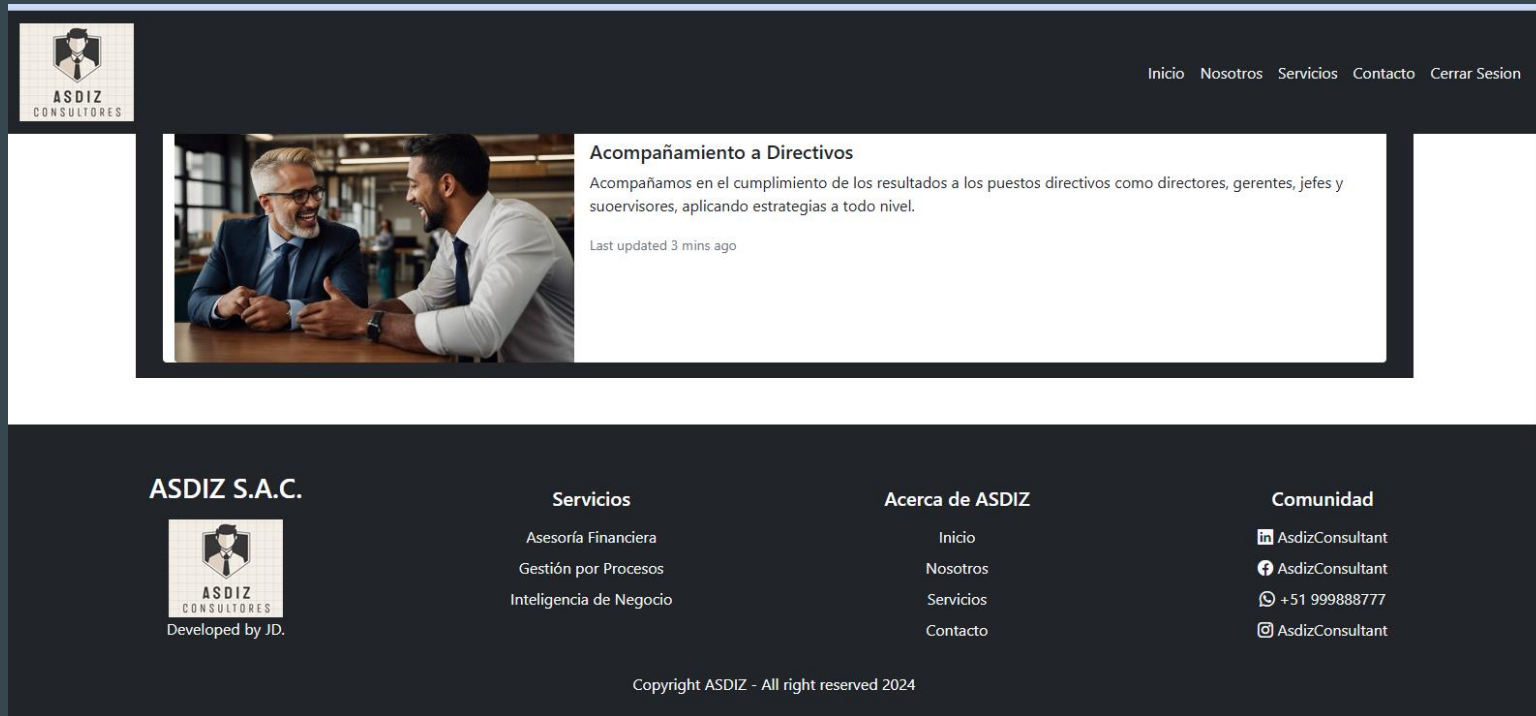 ASDIZ
CONSULTORES
Inicio Nosotros Servicios Contacto Cerrar Sesion
Acompañamiento a Directivos
Acompañamos en el cumplimiento de los resultados a los puestos directivos como directores, gerentes, jefes y
suoervisores, aplicando estrategias a todo nivel.
Last updated 3 mins ago
ASDIZ S.A.C.
ASDIZ
CONSULTORES
Developed by JD.
Servicios
Asesoría Financiera
Gestión por Procesos
Inteligencia de Negocio
Acerca de ASDIZ
Inicio
Nosotros
Servicios
Contacto
Comunidad
AsdizConsultant
AsdizConsultant
+51 999888777
AsdizConsultant
Copyright ASDIZ - All right reserved 2024